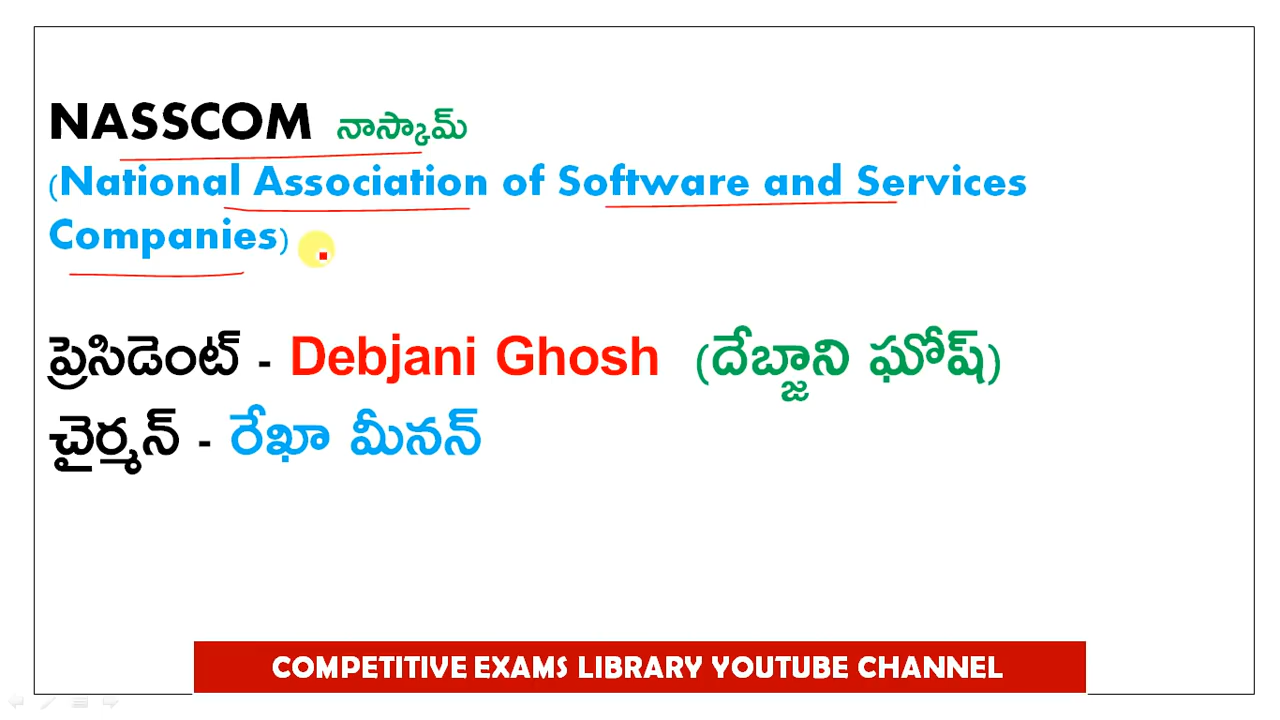 NASSCOM నాస్కామ్
(National Association of Software and Services
Companies)
ప్రెసిడెంట్ - Debjani Ghosh (దేబ్జాని ఘోష్)
చైర్మన్ - రేఖా మీనన్
COMPETITIVE EXAMS LIBRARY YOUTUBE CHANNEL